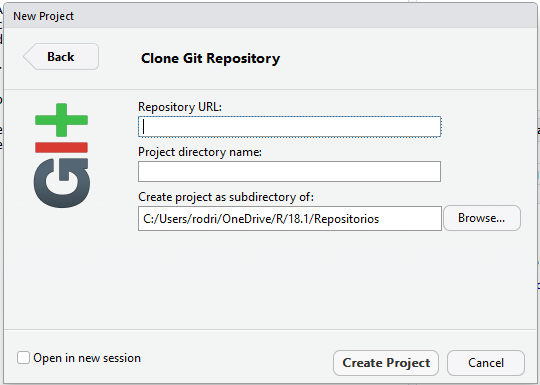 New Project
Back
Clone Git Repository
GIt
Repository URL:
Project directory name:
Create project as subdirectory of:
C:/Users/rodri/OneDrive/R/18.1/Repositorios
Browse...
Open in new session
Create Project
Cancel